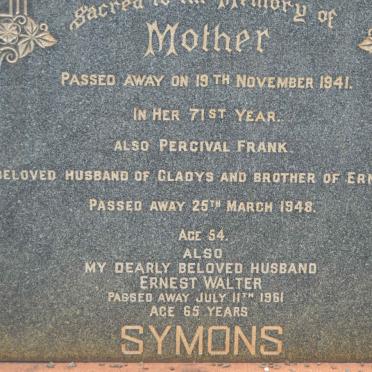 Sacred to the Memory of
Mother
PASSED AWAY ON 19TH NOVEMBER 1941.
IN HER 71ST YEAR.
ALSO PERCIVAL FRANK.
BELOVED HUSBAND OF GLADYS AND BROTHER OF
PASSED AWAY 25TH MARCH 1948.
AGE 54.
ALSO
MY DEARLY BELOVED HUSBAND
ERNEST WALTER
PASSED AWAY JULY 11TH 1961
AGE 65 YEARS
SYMONS